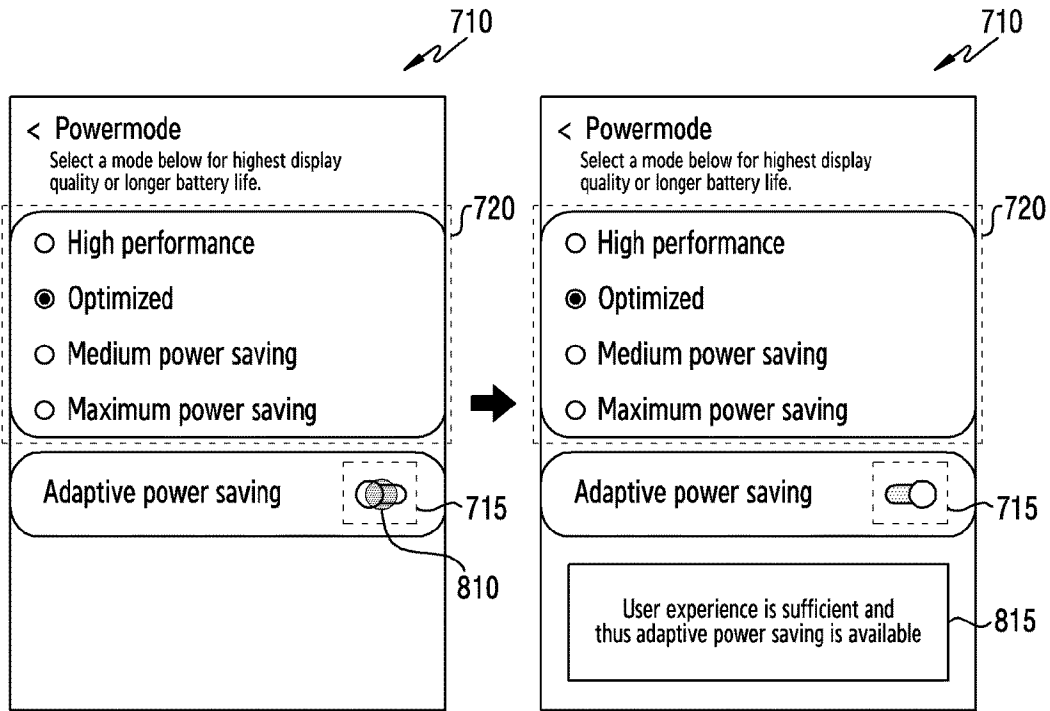 710
< Powermode
Select a mode below for highest display
quality or longer battery life.
720
High performance
Optimized
Medium power saving
Maximum power saving
Adaptive power saving
715
810
710
< Powermode
Select a mode below for highest display
quality or longer battery life.
720
High performance
Optimized
Medium power saving
Maximum power saving
Adaptive power saving
715
User experience is sufficient and
thus adaptive power saving is available
815